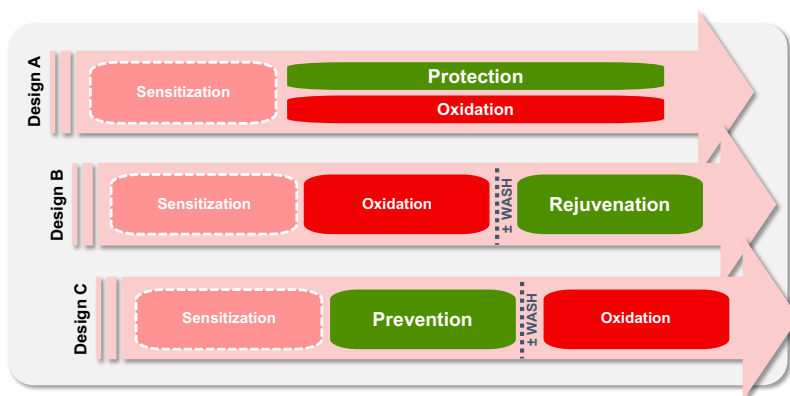 Design A
Sensitization
Protection
Oxidation
Design B
Sensitization
Oxidation
± WASH
Rejuvenation
Design C
Sensitization
Prevention
± WASH
Oxidation